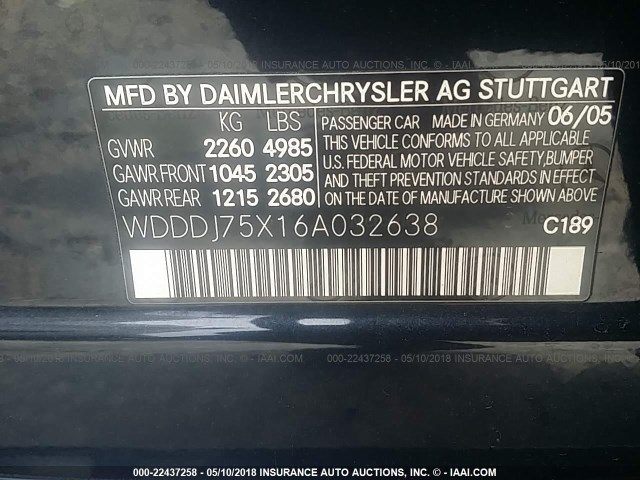 MFD BY DAIMLERCHRYSLER AG STUTTGART
KG LBS
GVWR 2260 4985
GAWR FRONT 1045 2305
GAWR REAR 1215 2680
PASSENGER CAR MADE IN GERMANY 06/05
THIS VEHICLE CONFORMS TO ALL APPLICABLE
U.S. FEDERAL MOTOR VEHICLE SAFETY, BUMPER
AND THEFT PREVENTION STANDARDS IN EFFECT
ON THE DATE OF MANUFACTURE SHOWN ABOVE.
WDDDJ75X16A032638
C189
000-22437258 - 05/10/2018 INSURANCE AUTO AUCTIONS, INC. - IAAI.COM